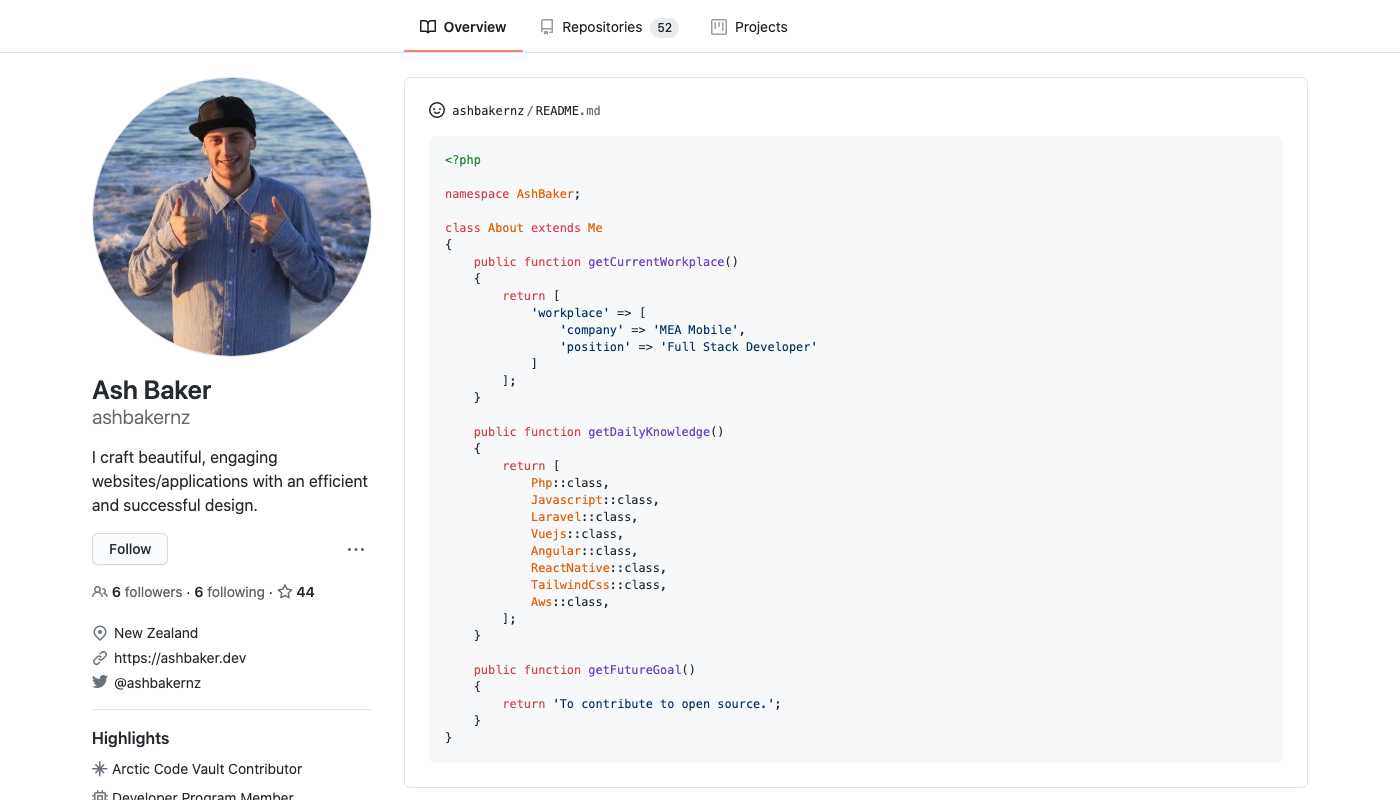 Overview
Repositories 52
Projects
ashbakernz/README.md
<?php
namespace AshBaker;
class About extends Me
{
    public function getCurrentWorkplace()
    {
        return [
            'workplace' => [
                'company' => 'MEA Mobile',
                'position' => 'Full Stack Developer'
            ]
        ];
    }
    public function getDailyKnowledge()
    {
        return [
            Php::class,
            Javascript::class,
            Laravel::class,
            Vuejs::class,
            Angular::class,
            ReactNative::class,
            TailwindCss::class,
            Aws::class,
        ];
    }
    public function getFutureGoal()
    {
        return 'To contribute to open source.';
    }
}
Ash Baker
ashbakernz
I craft beautiful, engaging
websites/applications with an efficient
and successful design.
Follow
6 followers · 6 following · 44
New Zealand
https://ashbaker.dev
@ashbakernz
Highlights
Arctic Code Vault Contributor
Developer Program Member